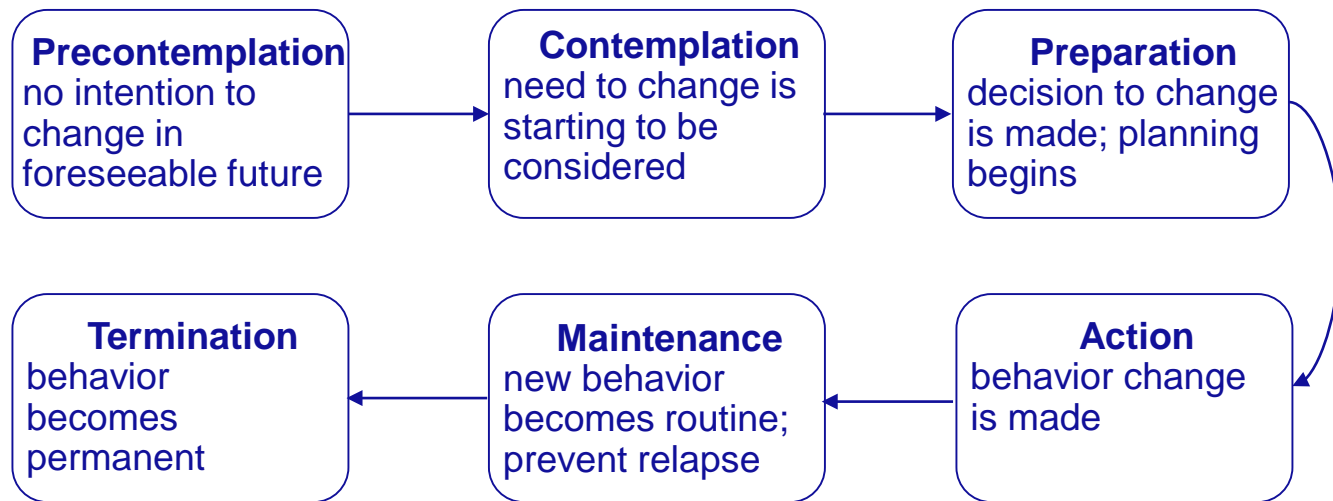 Precontemplation
no intention to
change in
foreseeable future
Contemplation
need to change is
starting to be
considered
Preparation
decision to change
is made; planning
begins
Action
behavior change
is made
Maintenance
new behavior
becomes routine;
prevent relapse
Termination
behavior
becomes
permanent